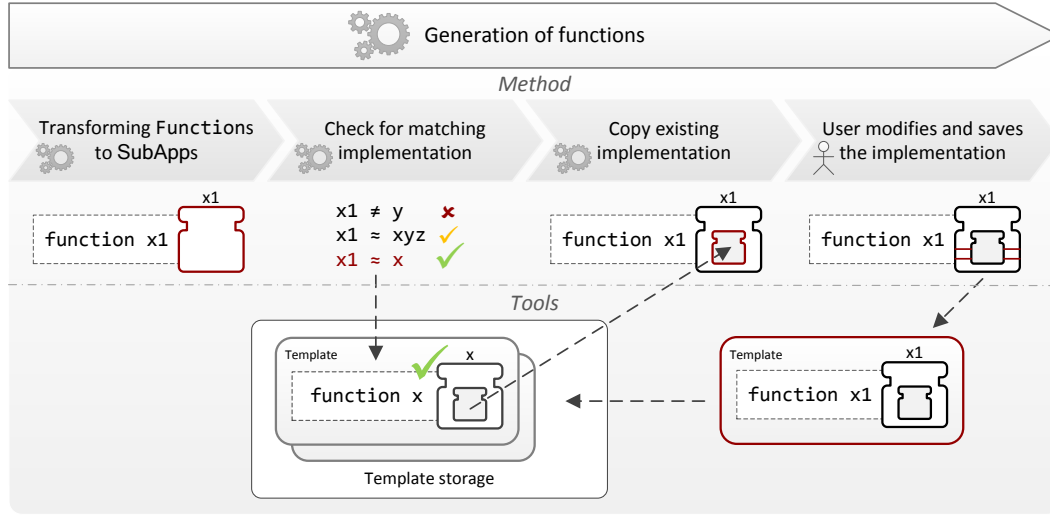 Generation of functions
Method
Transforming Functions
to SubApps
Check for matching
implementation
Copy existing
implementation
User modifies and saves
the implementation
x1
function x1
x1 ≠ y ✘
x1 ≈ xyz ✓
x1 ≈ x ✓
function x1
x1
function x1
x1
Tools
Template
x
function x
Template storage
Template
x1
function x1